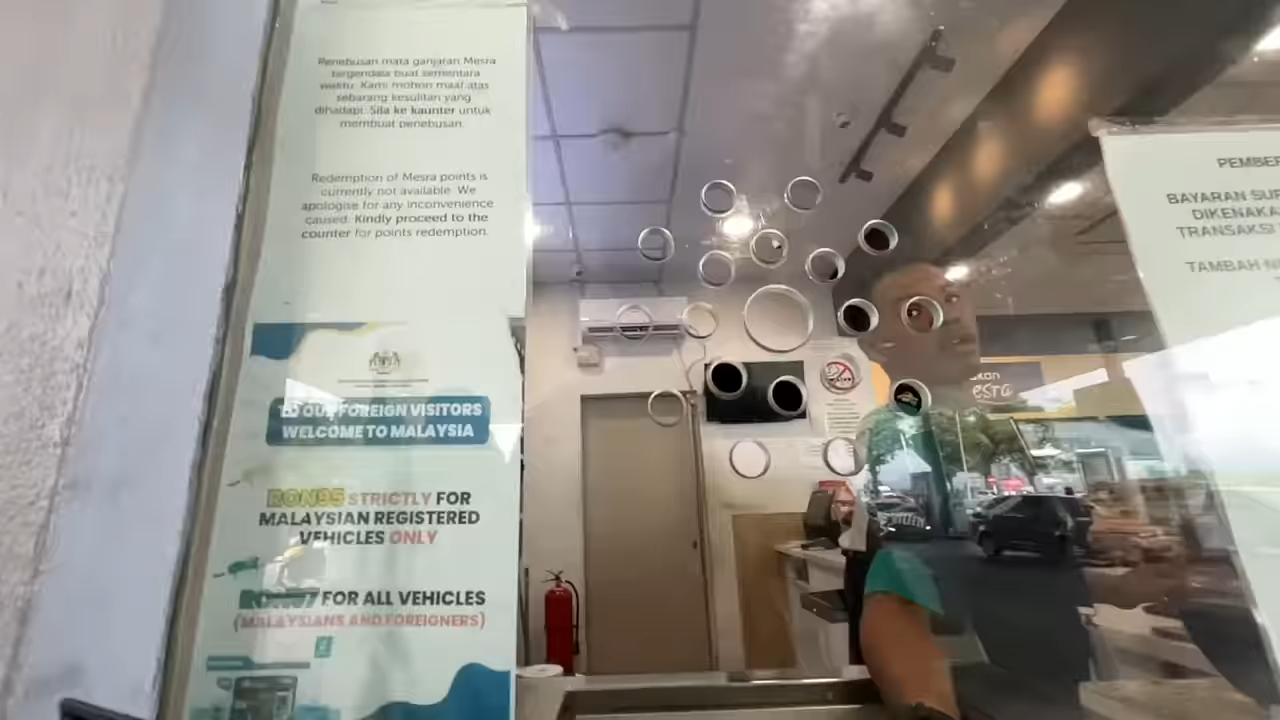 Penebusan mata ganjaran Mesra
tergendala buat sementara
waktu. Kami mohon maaf atas
sebarang kesulitan yang
dihadapi. Sila ke kaunter untuk
membuat penebusan.
Redemption of Mesra points is
currently not available. We
apologise for any inconvenience
caused. Kindly proceed to the
counter for points redemption.
TO OUR FOREIGN VISITORS
WELCOME TO MALAYSIA
RON95 STRICTLY FOR
MALAYSIAN REGISTERED
VEHICLES ONLY
RON97 FOR ALL VEHICLES
(MALAYSIANS AND FOREIGNERS)
PEMBER
BAYARAN SUR
DIKENAKA
TRANSAKSI
TAMBAH N